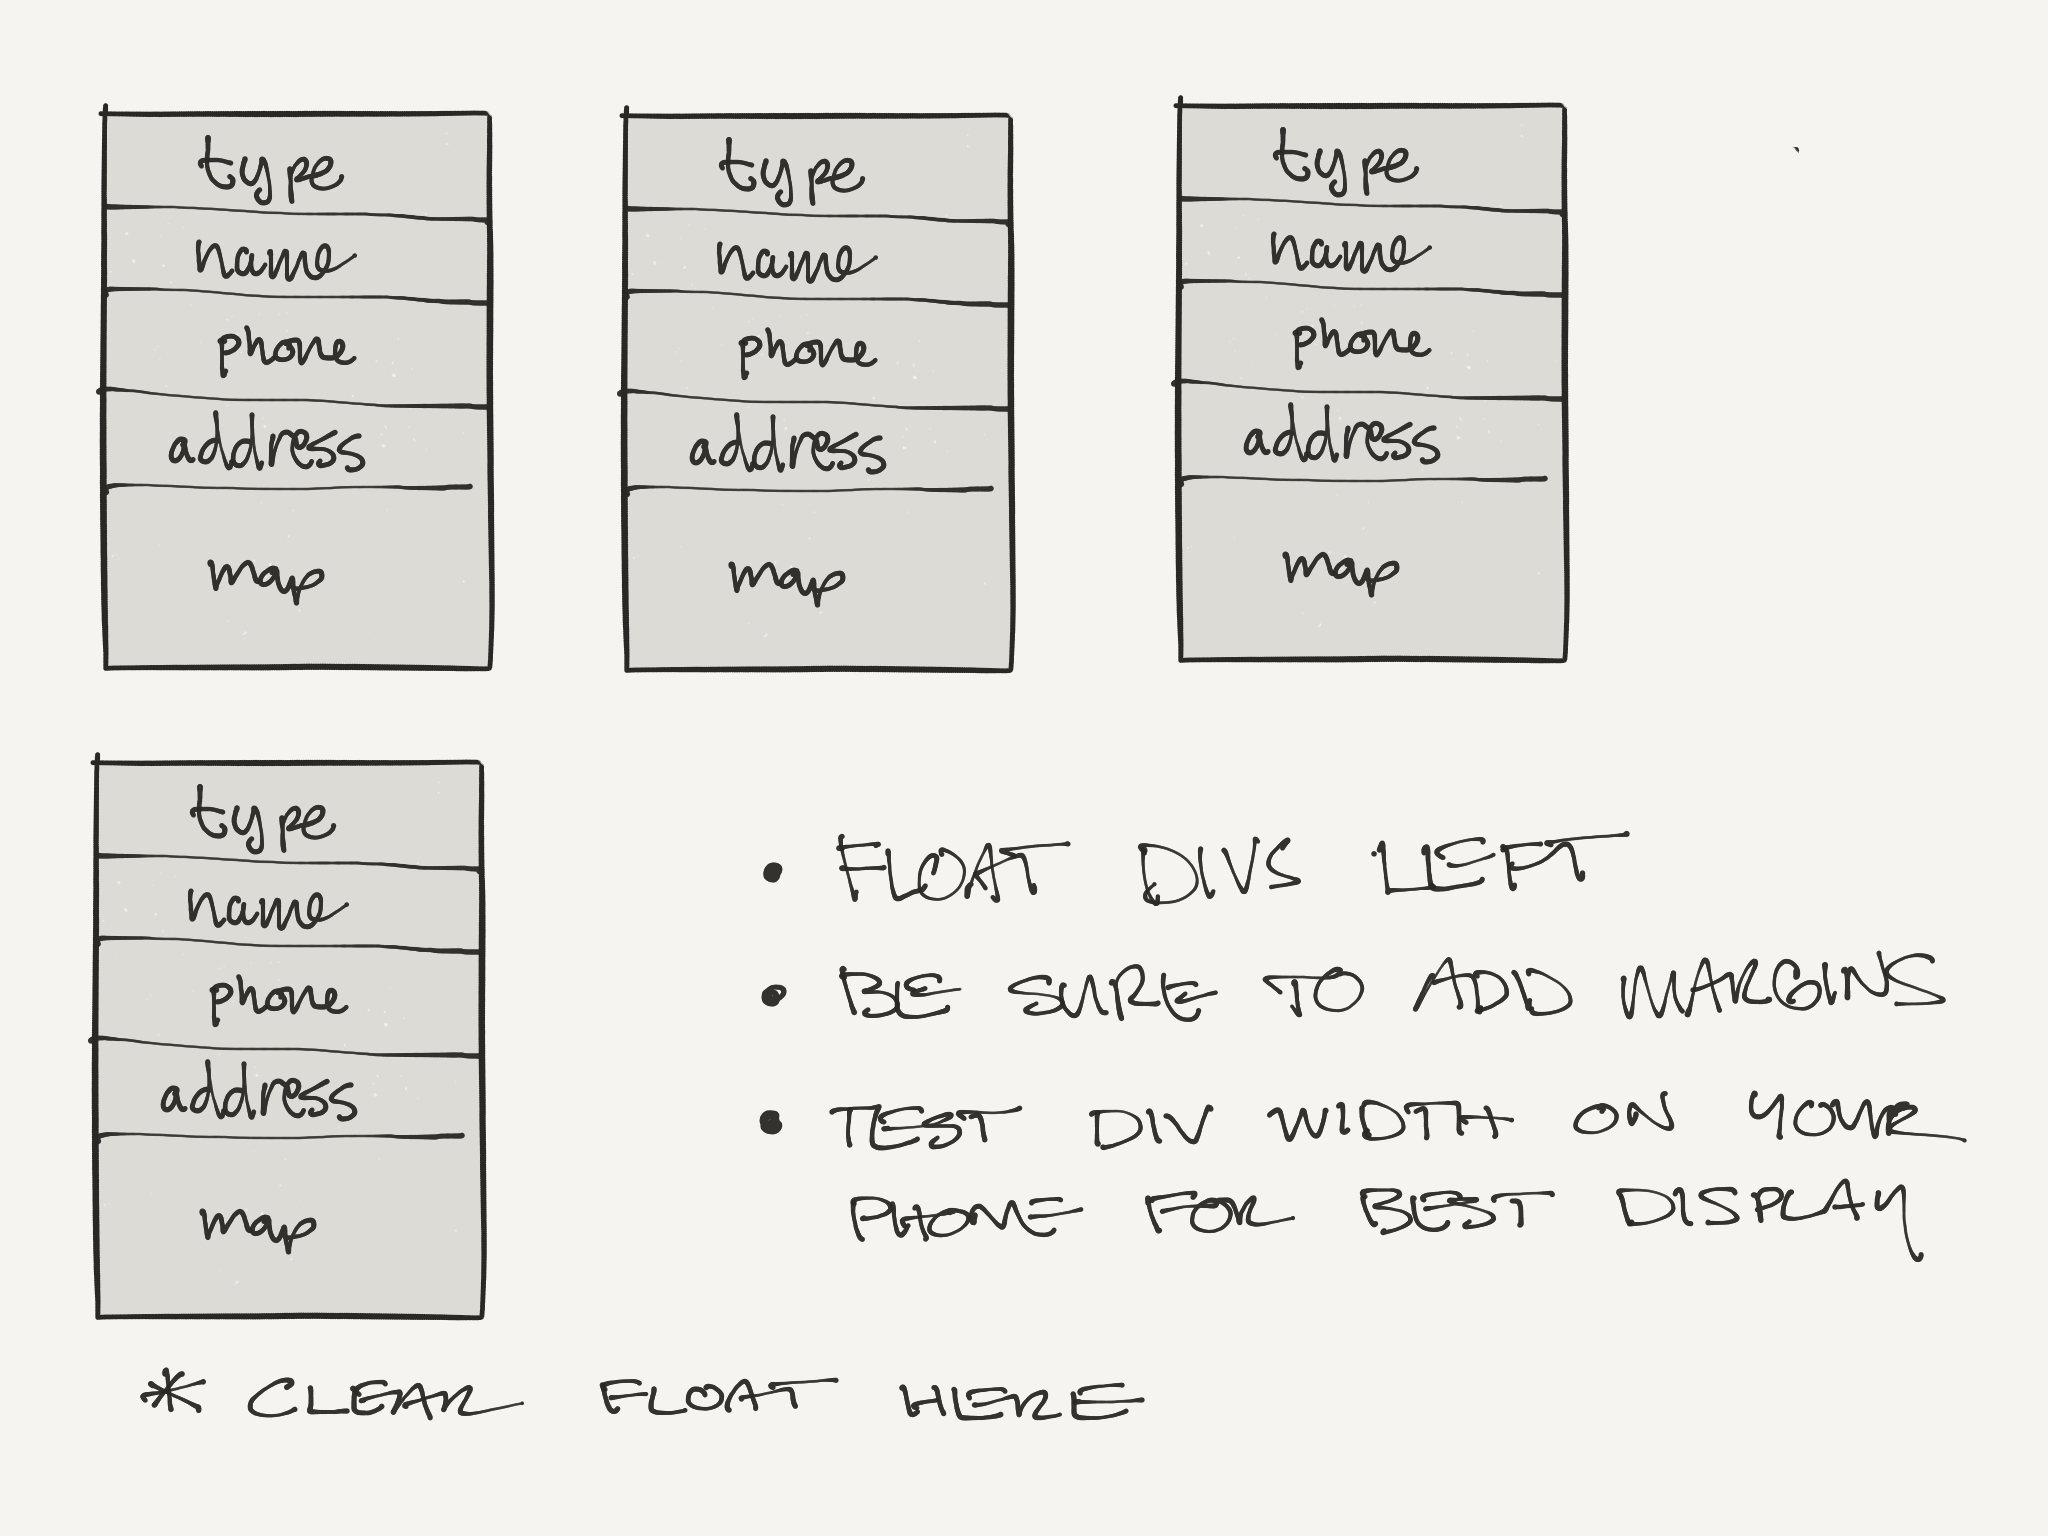 type
name
phone
address
map
type
name
phone
address
map
type
name
phone
address
map
type
name
phone
address
map
• FLOAT DIVS LEFT
• BE SURE TO ADD MARGINS
• TEST DIV WIDTH ON YOUR
PHONE FOR BEST DISPLAY
* CLEAR FLOAT HERE